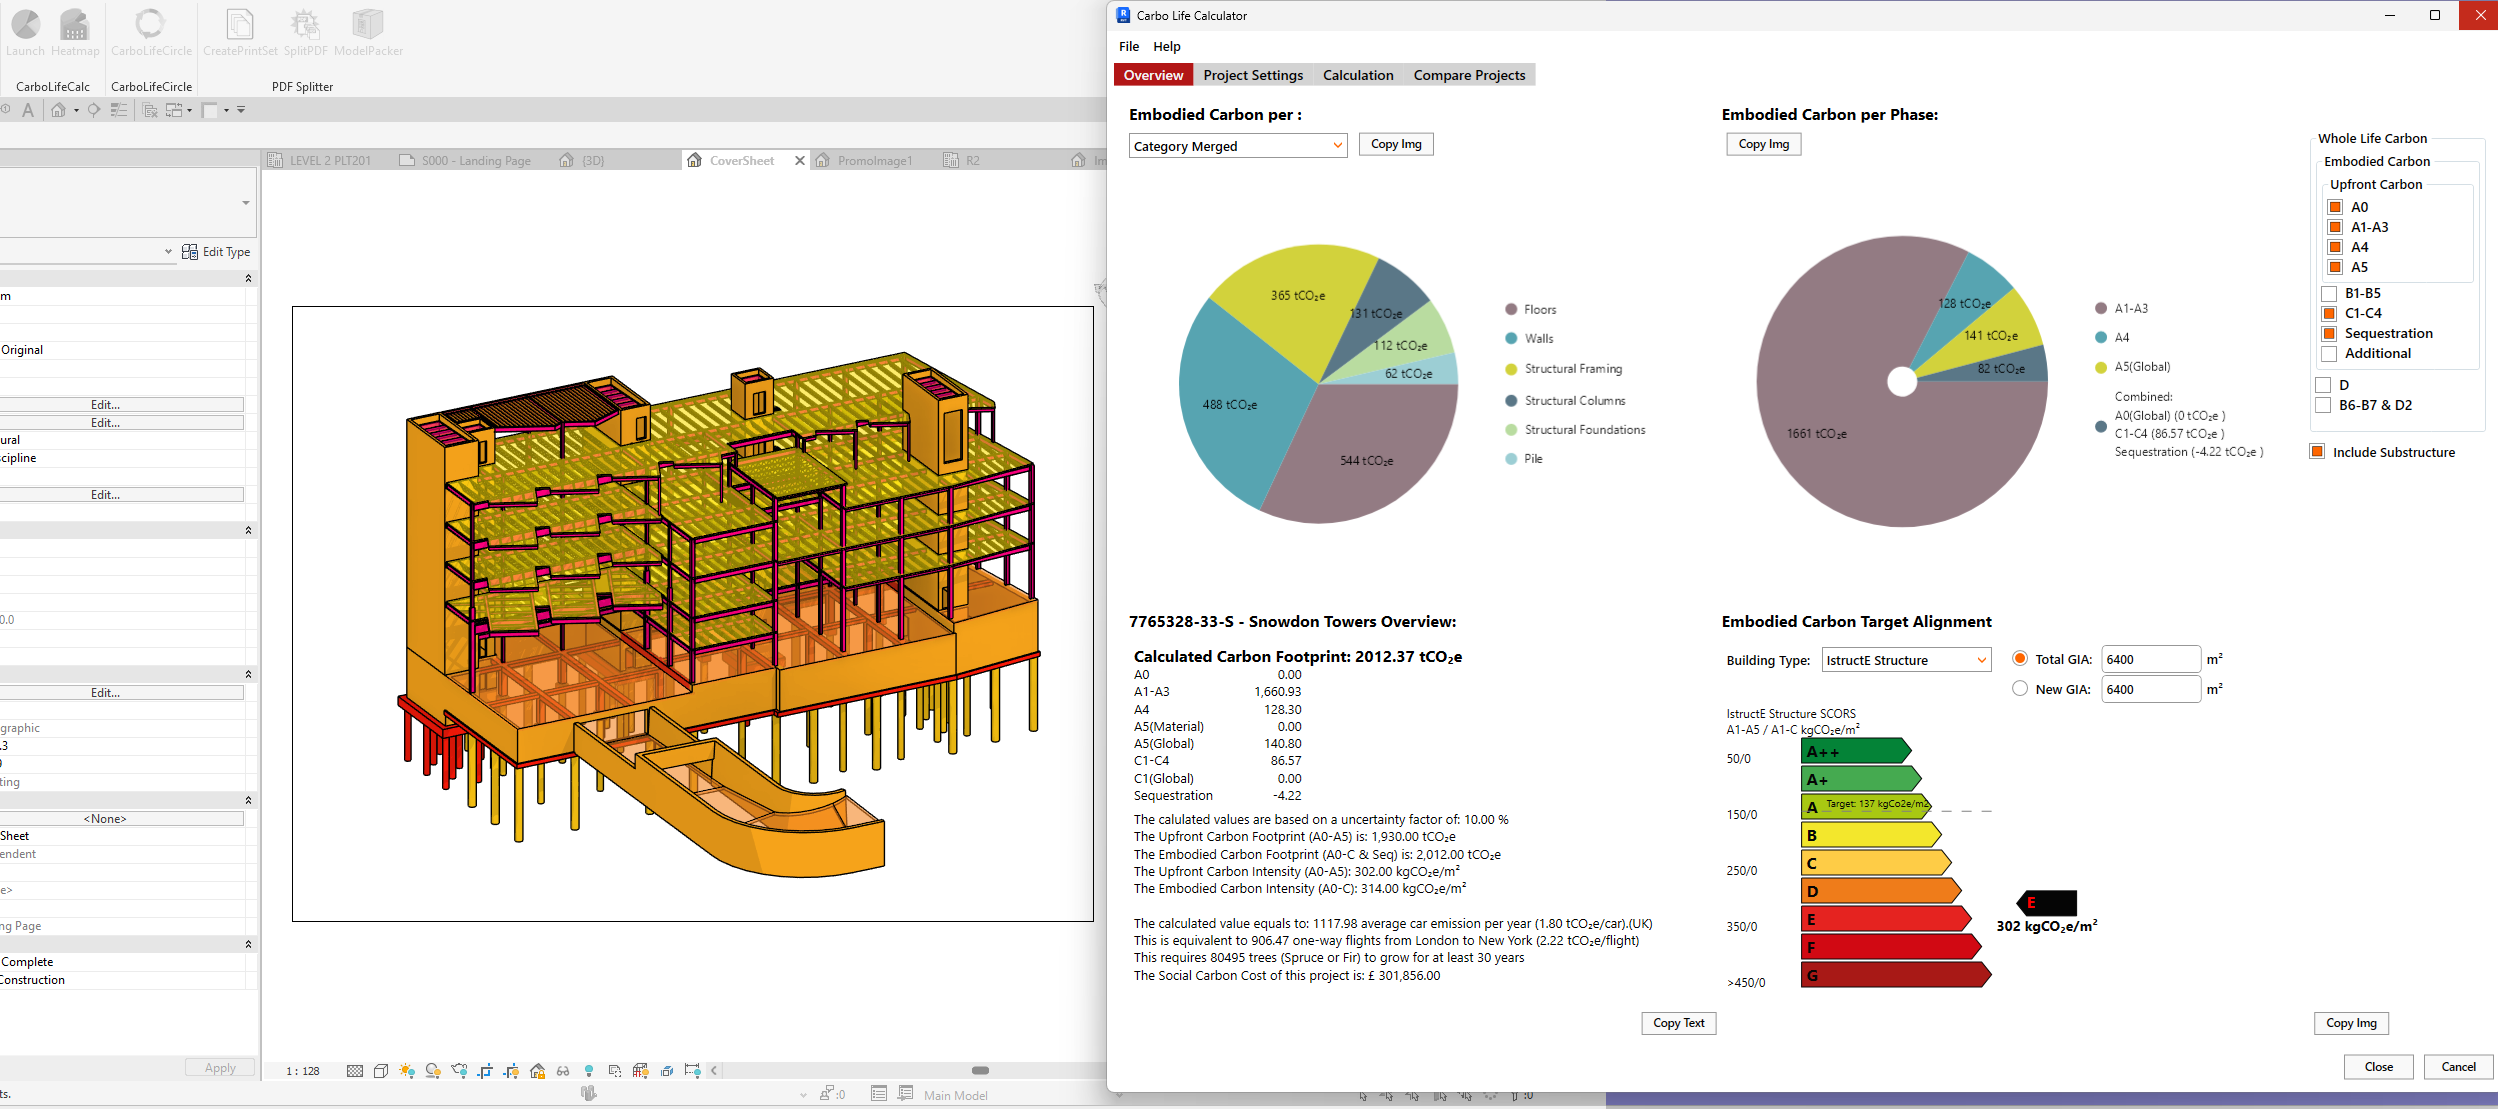 Launch Heatmap CarboLifeCircle CreatePrintSet SplitPDF ModelPacker
CarboLifeCalc CarboLifeCircle PDF Splitter
LEVEL 2 PLT201 S000 - Landing Page {3D} CoverSheet PromoImage1 R2 Im
Edit Type
m
Original
Edit...
Edit...
ural
scipline
Edit...
0.0
Edit...
graphic
.3
9
ting
<None>
Sheet
endent
e>
ng Page
Complete
Construction
Apply
1 : 128
ts.
:0
Main Model
:0
Carbo Life Calculator
File Help
Overview Project Settings Calculation Compare Projects
Embodied Carbon per :
Category Merged
Copy Img
365 tCO₂e
131 tCO₂e
112 tCO₂e
62 tCO₂e
488 tCO₂e
544 tCO₂e
Floors
Walls
Structural Framing
Structural Columns
Structural Foundations
Pile
Embodied Carbon per Phase:
Copy Img
128 tCO₂e
141 tCO₂e
82 tCO₂e
1661 tCO₂e
A1-A3
A4
A5(Global)
Combined:
A0(Global) (0 tCO₂e )
C1-C4 (86.57 tCO₂e )
Sequestration (-4.22 tCO₂e )
Whole Life Carbon
Embodied Carbon
Upfront Carbon
A0
A1-A3
A4
A5
B1-B5
C1-C4
Sequestration
Additional
D
B6-B7 & D2
Include Substructure
7765328-33-S - Snowdon Towers Overview:
Calculated Carbon Footprint: 2012.37 tCO₂e
A0 0.00
A1-A3 1,660.93
A4 128.30
A5(Material) 0.00
A5(Global) 140.80
C1-C4 86.57
C1(Global) 0.00
Sequestration -4.22
The calulated values are based on a uncertainty factor of: 10.00 %
The Upfront Carbon Footprint (A0-A5) is: 1,930.00 tCO₂e
The Embodied Carbon Footprint (A0-C & Seq) is: 2,012.00 tCO₂e
The Upfront Carbon Intensity (A0-A5): 302.00 kgCO₂e/m²
The Embodied Carbon Intensity (A0-C): 314.00 kgCO₂e/m²
The calculated value equals to: 1117.98 average car emission per year (1.80 tCO₂e/car).(UK)
This is equivalent to 906.47 one-way flights from London to New York (2.22 tCO₂e/flight)
This requires 80495 trees (Spruce or Fir) to grow for at least 30 years
The Social Carbon Cost of this project is: £ 301,856.00
Copy Text
Embodied Carbon Target Alignment
Building Type: IstructE Structure
Total GIA: 6400 m²
New GIA: 6400 m²
IstructE Structure SCORS
A1-A5 / A1-C kgCO₂e/m²
A++
50/0
A+
A Target: 137 kgCo2e/m2
150/0
B
C
250/0
D
E
350/0
F
G
>450/0
E
302 kgCO₂e/m²
Copy Img
Close Cancel